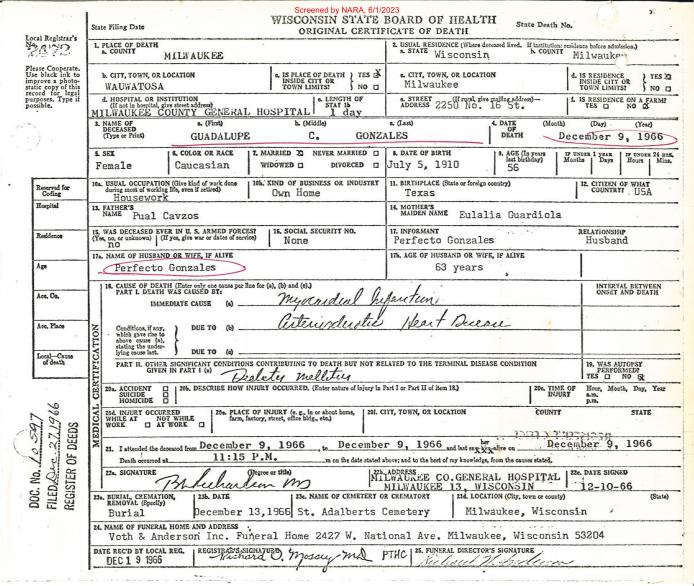 Screened by NARA, 6/1/2023
WISCONSIN STATE BOARD OF HEALTH
State Filing Date ORIGINAL CERTIFICATE OF DEATH State Death No.
Local Registrar's
No.
Please Cooperate.
Use black ink to
improve a photo-
static copy of this
record for legal
purposes. Type if
possible.
1. PLACE OF DEATH
a. COUNTY MILWAUKEE
2. USUAL RESIDENCE (Where deceased lived. If institution: residence before admission.)
a. STATE Wisconsin b. COUNTY Milwaukee
b. CITY, TOWN, OR LOCATION WAUWATOSA
c. IS PLACE OF DEATH INSIDE CITY OR TOWN LIMITS? YES ☒ NO ☐
c. CITY, TOWN, OR LOCATION Milwaukee
d. IS RESIDENCE INSIDE CITY OR TOWN LIMITS? YES ☒ NO ☐
d. HOSPITAL OR INSTITUTION (If not in hospital, give street address) MILWAUKEE COUNTY GENERAL HOSPITAL
e. LENGTH OF STAY IN 1b 1 day
e. STREET ADDRESS (If rural, give mailing address) 2250 No. 16 St.
f. IS RESIDENCE ON A FARM? YES ☐ NO ☒
3. NAME OF DECEASED (Type or Print) a. (First) GUADALUPE b. (Middle) C. c. (Last) GONZALES
4. DATE OF DEATH (Month) (Day) (Year) December 9, 1966
5. SEX Female
6. COLOR OR RACE Caucasian
7. MARRIED ☒ NEVER MARRIED ☐ WIDOWED ☐ DIVORCED ☐
8. DATE OF BIRTH July 5, 1910
9. AGE (In years last birthday) 56
IF UNDER 1 YEAR Months Days
IF UNDER 24 HRS. Hours Mins.
Reserved for
Coding
10a. USUAL OCCUPATION (Give kind of work done during most of working life, even if retired) Housework
10b. KIND OF BUSINESS OR INDUSTRY Own Home
11. BIRTHPLACE (State or foreign country) Texas
12. CITIZEN OF WHAT COUNTRY? USA
Hospital
13. FATHER'S NAME Pual Cavzos
14. MOTHER'S MAIDEN NAME Eulalia Guardiola
Residence
15. WAS DECEASED EVER IN U. S. ARMED FORCES? (Yes, no, or unknown) (If yes, give war or dates of service) no
16. SOCIAL SECURITY NO. None
17. INFORMANT Perfecto Gonzales RELATIONSHIP Husband
Age
17a. NAME OF HUSBAND OR WIFE, IF ALIVE Perfecto Gonzales
17b. AGE OF HUSBAND OR WIFE, IF ALIVE 63 years
Acc. Co.
Acc. Place
Local—Cause
of death
MEDICAL CERTIFICATION
18. CAUSE OF DEATH (Enter only one cause per line for (a), (b) and (c).) INTERVAL BETWEEN ONSET AND DEATH
PART I. DEATH WAS CAUSED BY:
IMMEDIATE CAUSE (a) Myocardial Infarction
Conditions, if any, which gave rise to above cause (a), stating the underlying cause last.
DUE TO (b) Arteriosclerotic Heart Disease
DUE TO (c)
PART II. OTHER SIGNIFICANT CONDITIONS CONTRIBUTING TO DEATH BUT NOT RELATED TO THE TERMINAL DISEASE CONDITION GIVEN IN PART I (a) Diabetes mellitus
19. WAS AUTOPSY PERFORMED? YES ☐ NO ☒
20a. ACCIDENT ☐ SUICIDE ☐ HOMICIDE ☐
20b. DESCRIBE HOW INJURY OCCURRED. (Enter nature of injury in Part I or Part II of item 18.)
20c. TIME OF INJURY Hour, Month, Day, Year a.m. p.m.
20d. INJURY OCCURRED WHILE AT WORK ☐ NOT WHILE AT WORK ☐
20e. PLACE OF INJURY (e. g., in or about home, farm, factory, street, office bldg., etc.)
20f. CITY, TOWN, OR LOCATION COUNTY STATE
21. I attended the deceased from December 9, 1966, to December 9, 1966 and last saw her alive on December 9, 1966
Death occurred at 11:15 P.M. m on the date stated above; and to the best of my knowledge, from the causes stated.
22a. SIGNATURE (Degree or title) Richardson MD
22b. ADDRESS MILWAUKEE CO.GENERAL HOSPITAL MILWAUKEE 13, WISCONSIN
22c. DATE SIGNED 12-10-66
23a. BURIAL, CREMATION, REMOVAL (Specify) Burial
23b. DATE December 13,1966
23c. NAME OF CEMETERY OR CREMATORY St. Adalberts Cemetery
23d. LOCATION (City, town or county) (State) Milwaukee, Wisconsin
24. NAME OF FUNERAL HOME AND ADDRESS
Voth & Anderson Inc. Funeral Home 2427 W. National Ave. Milwaukee, Wisconsin 53204
DATE REC'D BY LOCAL REG. DEC 19 1966
REGISTRAR'S SIGNATURE Richard D. Mossey MD PTHC
25. FUNERAL DIRECTOR'S SIGNATURE
DOC. No. 10,597
FILED Dec. 27, 1966
REGISTER OF DEEDS